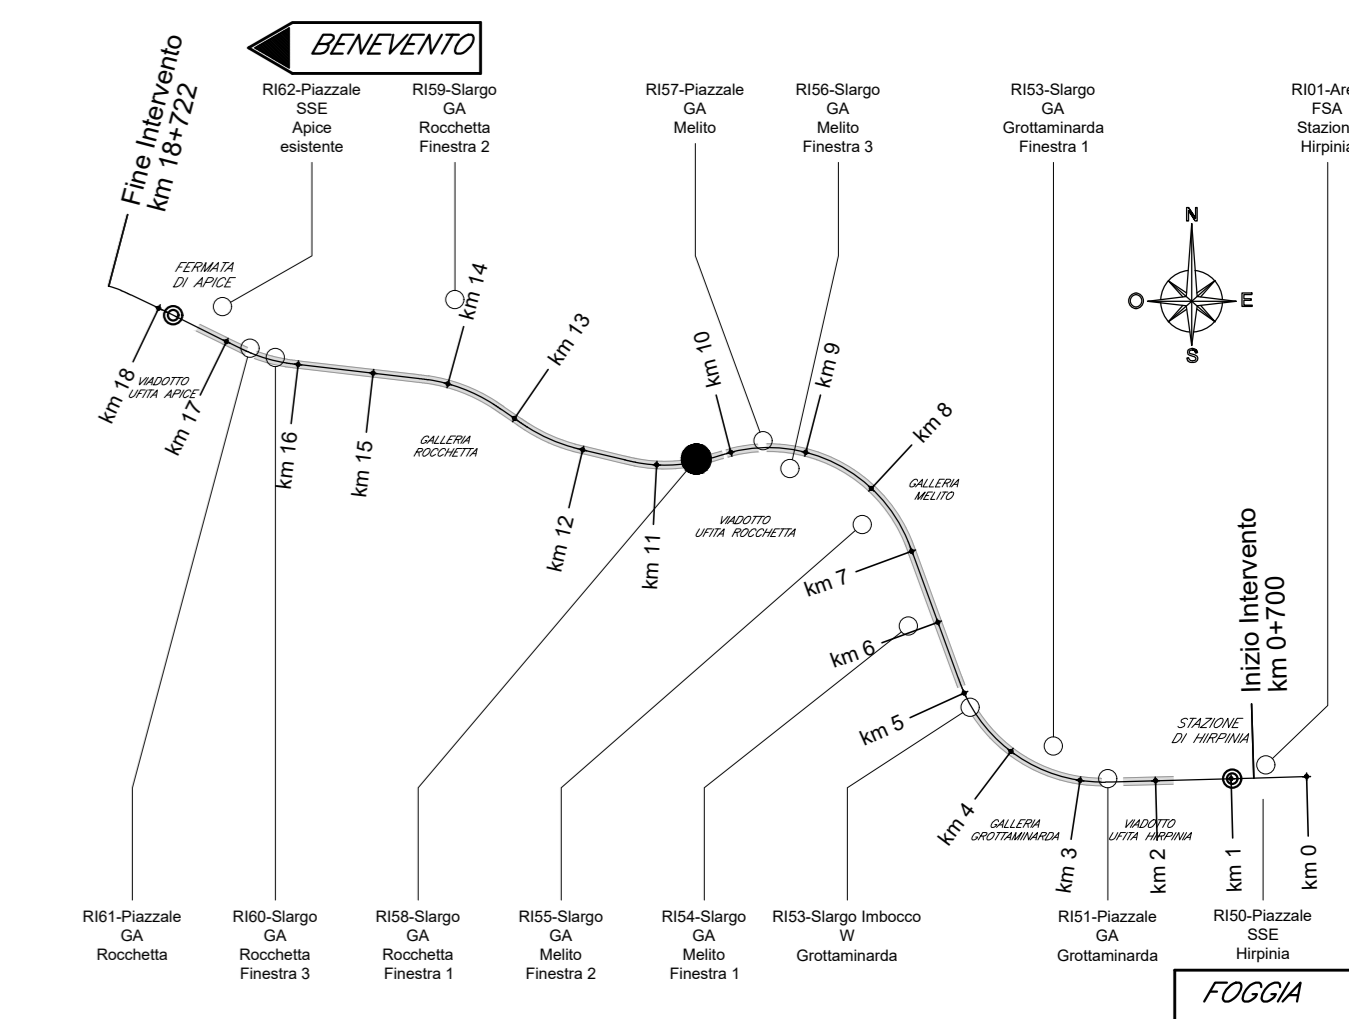 BENEVENTO
Fine Intervento
km 18+722
RI62-Piazzale
SSE
Apice
esistente
RI59-Slargo
GA
Rocchetta
Finestra 2
RI57-Piazzale
GA
Melito
RI56-Slargo
GA
Melito
Finestra 3
RI53-Slargo
GA
Grottaminarda
Finestra 1
RI01-Are
FSA
Stazion
Hirpinia
N
O
E
S
FERMATA
DI APICE
VIADOTTO
UFITA APICE
GALLERIA
ROCCHETTA
VIADOTTO
UFITA ROCCHETTA
GALLERIA
MELITO
km 18
km 17
km 16
km 15
km 14
km 13
km 12
km 11
km 10
km 9
km 8
km 7
km 6
km 5
km 4
km 3
km 2
km 1
km 0
Inizio Intervento
km 0+700
STAZIONE
DI HIRPINIA
GALLERIA
GROTTAMINARDA
VIADOTTO
UFITA HIRPINIA
RI61-Piazzale
GA
Rocchetta
RI60-Slargo
GA
Rocchetta
Finestra 3
RI58-Slargo
GA
Rocchetta
Finestra 1
RI55-Slargo
GA
Melito
Finestra 2
RI54-Slargo
GA
Melito
Finestra 1
RI53-Slargo Imbocco
W
Grottaminarda
RI51-Piazzale
GA
Grottaminarda
RI50-Piazzale
SSE
Hirpinia
FOGGIA